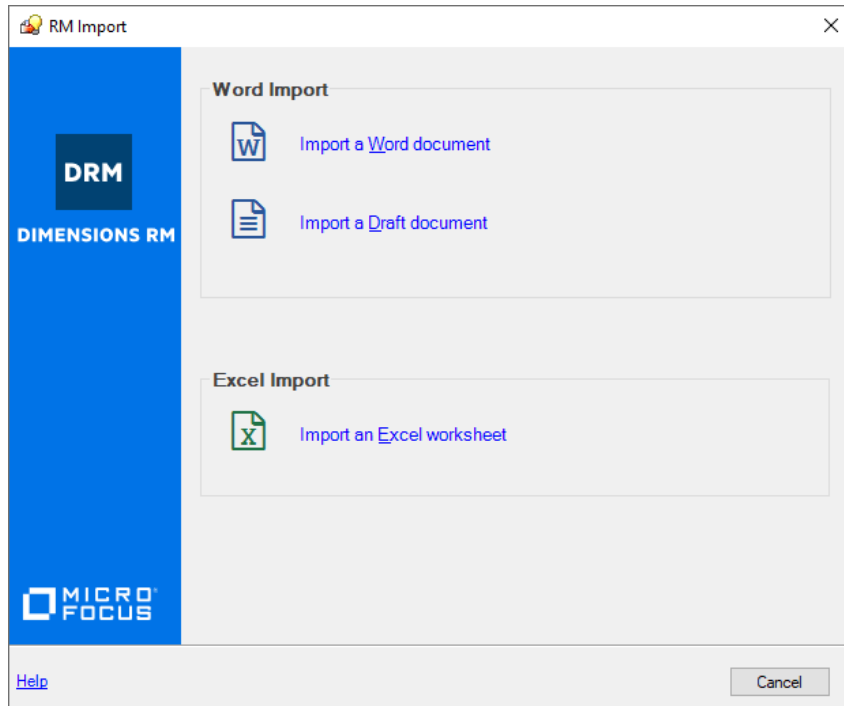 RM Import
DRM
DIMENSIONS RM
Word Import
W
Import a Word document
Import a Draft document
Excel Import
X
Import an Excel worksheet
MICRO
FOCUS
Help
Cancel